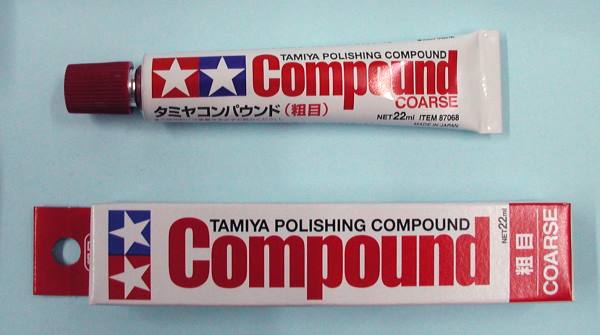 TAMIYA POLISHING COMPOUND
Compound
COARSE
タミヤコンパウンド(粗目)
NET 22ml ITEM 87068
MADE IN JAPAN
TAMIYA POLISHING COMPOUND
Compound
NET 22ml
粗目
COARSE